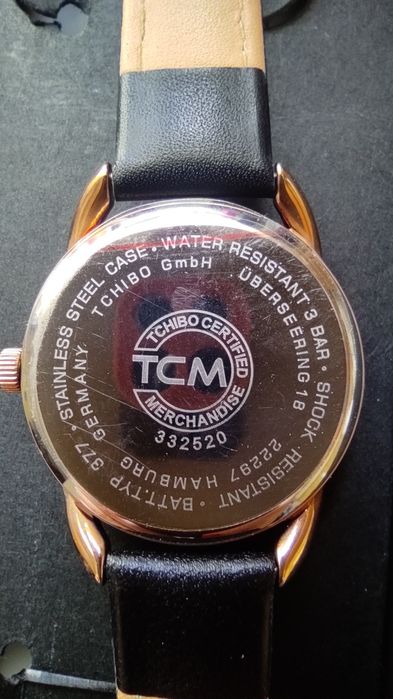 STAINLESS STEEL CASE • WATER RESISTANT 3 BAR • SHOCK RESISTANT • BATT.TYP 377 •
TCHIBO GmbH ÜBERSEERING 18 22297 HAMBURG GERMANY
TCHIBO CERTIFIED
TCM
MERCHANDISE
332520